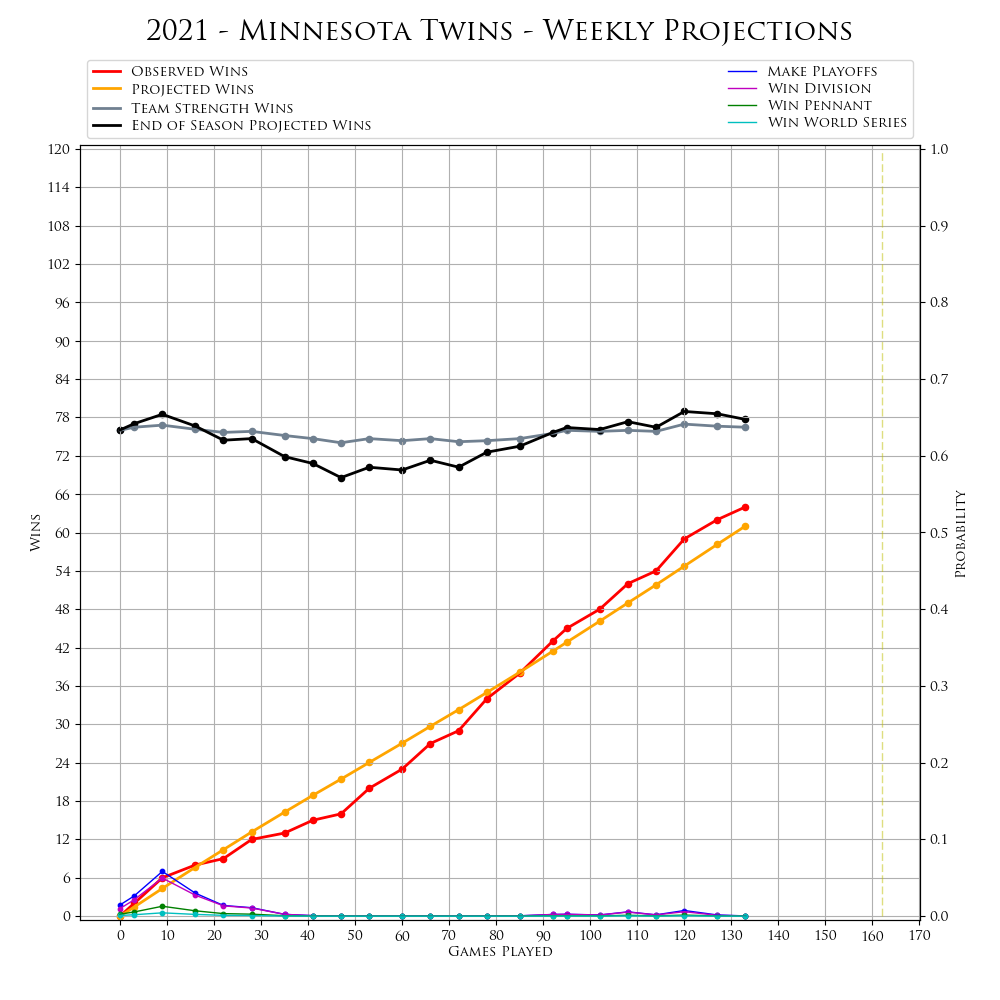 2021 - Minnesota Twins - Weekly Projections
Observed Wins
Projected Wins
Team Strength Wins
End of Season Projected Wins
Make Playoffs
Win Division
Win Pennant
Win World Series
120
114
108
102
96
90
84
78
72
66
60
54
48
42
36
30
24
18
12
6
0
Wins
1.0
0.9
0.8
0.7
0.6
0.5
0.4
0.3
0.2
0.1
0.0
Probability
0 10 20 30 40 50 60 70 80 90 100 110 120 130 140 150 160 170
Games Played